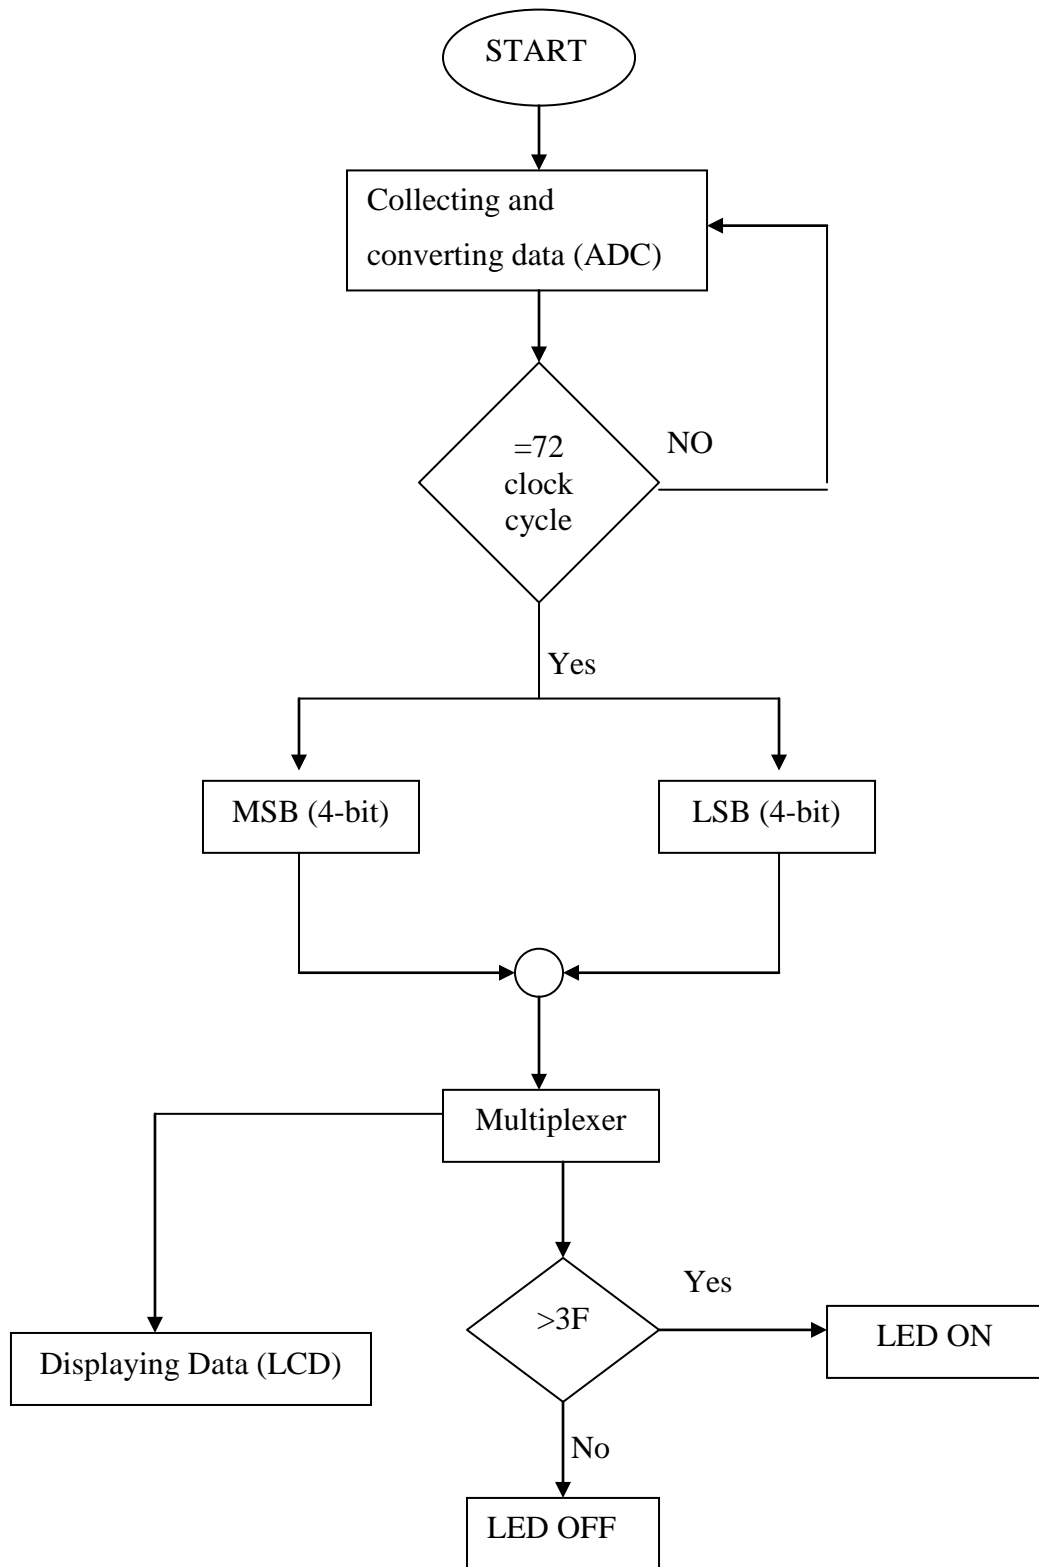 START
Collecting and
converting data (ADC)
=72
clock
cycle
NO
Yes
MSB (4-bit)
LSB (4-bit)
Multiplexer
>3F
Yes
LED ON
Displaying Data (LCD)
No
LED OFF